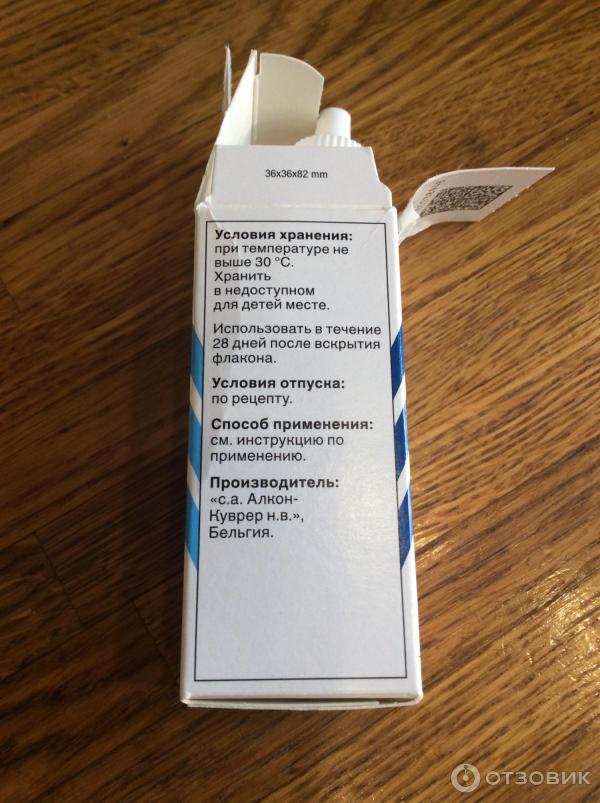 36x36x82 mm
Условия хранения:
при температуре не
выше 30 °С.
Хранить
в недоступном
для детей месте.
Использовать в течение
28 дней после вскрытия
флакона.
Условия отпуска:
по рецепту.
Способ применения:
см. инструкцию по
применению.
Производитель:
«с.а. Алкон-
Куврер н.в.»,
Бельгия.
ОТЗОВИК